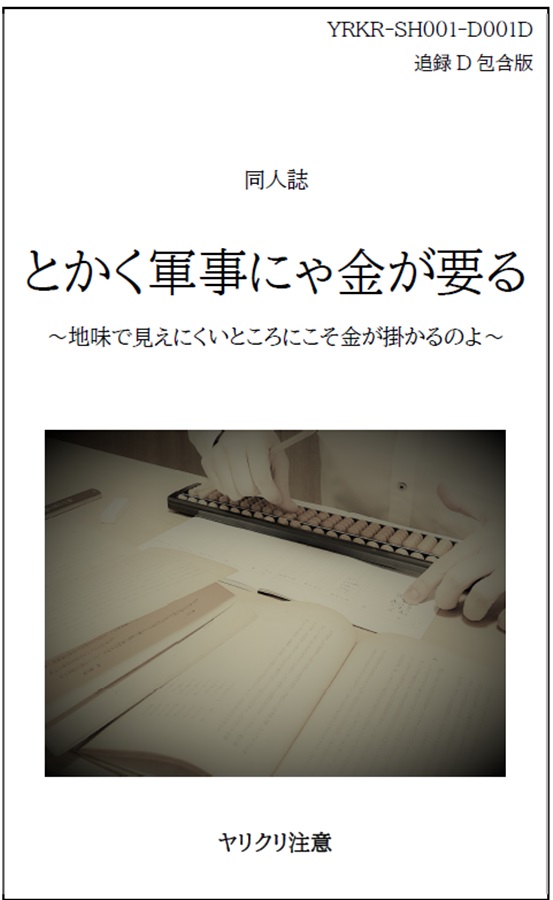 YRKR-SH001-D001D
追録 D 包含版
同人誌
とかく軍事にゃ金が要る
～地味で見えにくいところにこそ金が掛かるのよ～
ヤリクリ注意